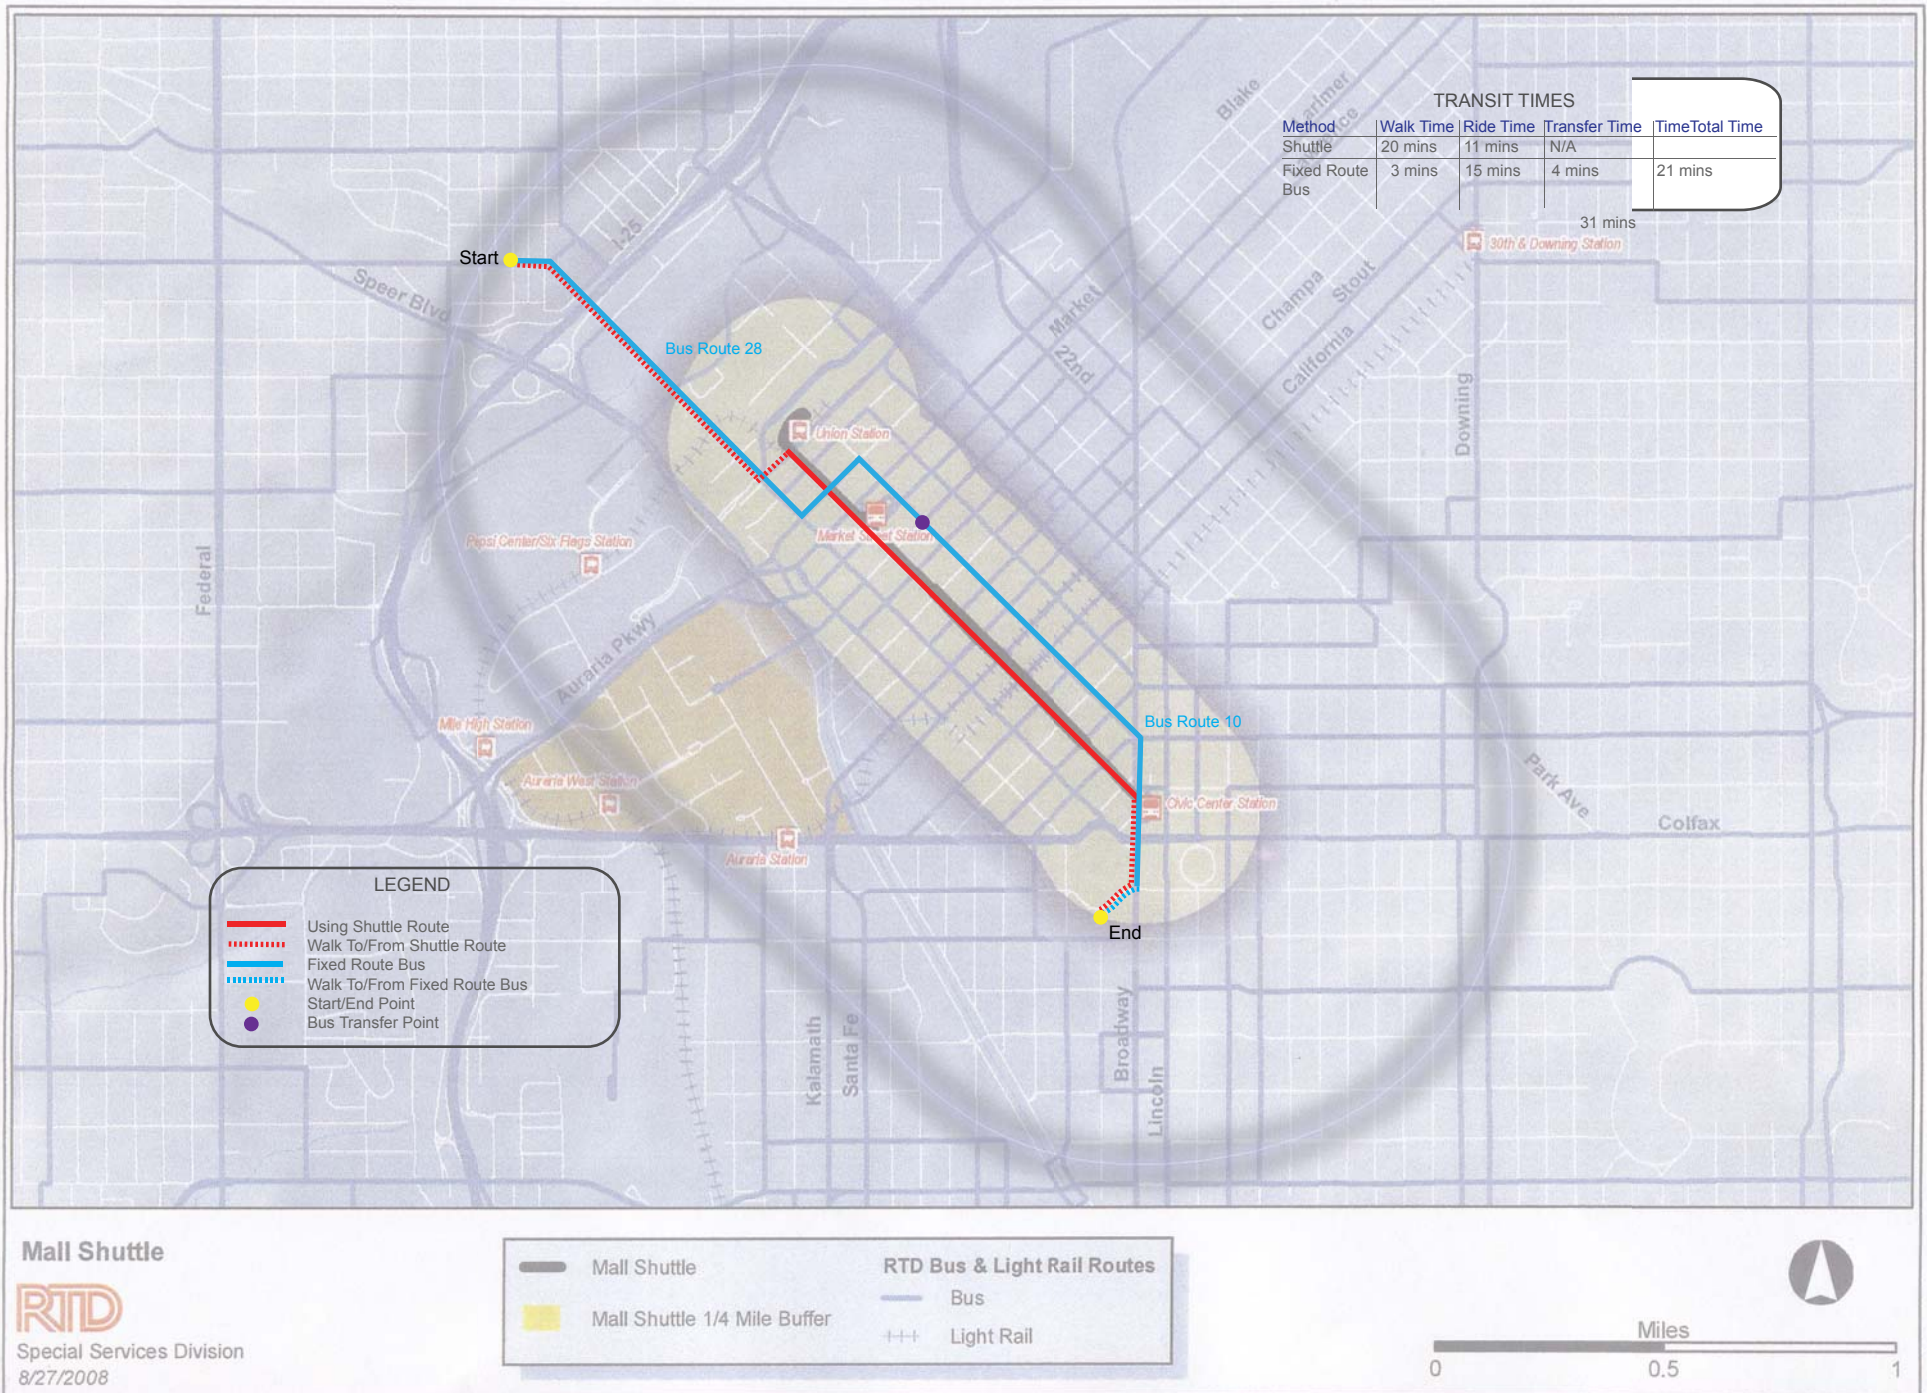 TRANSIT TIMES
Method Walk Time Ride Time Transfer Time TimeTotal Time
Shuttle 20 mins 11 mins N/A
Fixed Route Bus 3 mins 15 mins 4 mins 21 mins
31 mins
Blake
Larimer
Lawrence
30th & Downing Station
I-25
Start
Speer Blvd
Champa
Stout
Market
California
22nd
Bus Route 28
Downing
Union Station
Market Street Station
Pepsi Center/Six Flags Station
Federal
Auraria Pkwy
Mile High Station
Bus Route 10
Auraria West Station
Civic Center Station
Park Ave
Colfax
Auraria Station
End
LEGEND
Using Shuttle Route
Walk To/From Shuttle Route
Fixed Route Bus
Walk To/From Fixed Route Bus
Start/End Point
Bus Transfer Point
Kalamath
Santa Fe
Broadway
Lincoln
Mall Shuttle
RTD
Special Services Division
8/27/2008
Mall Shuttle
Mall Shuttle 1/4 Mile Buffer
RTD Bus & Light Rail Routes
Bus
Light Rail
Miles
0 0.5 1